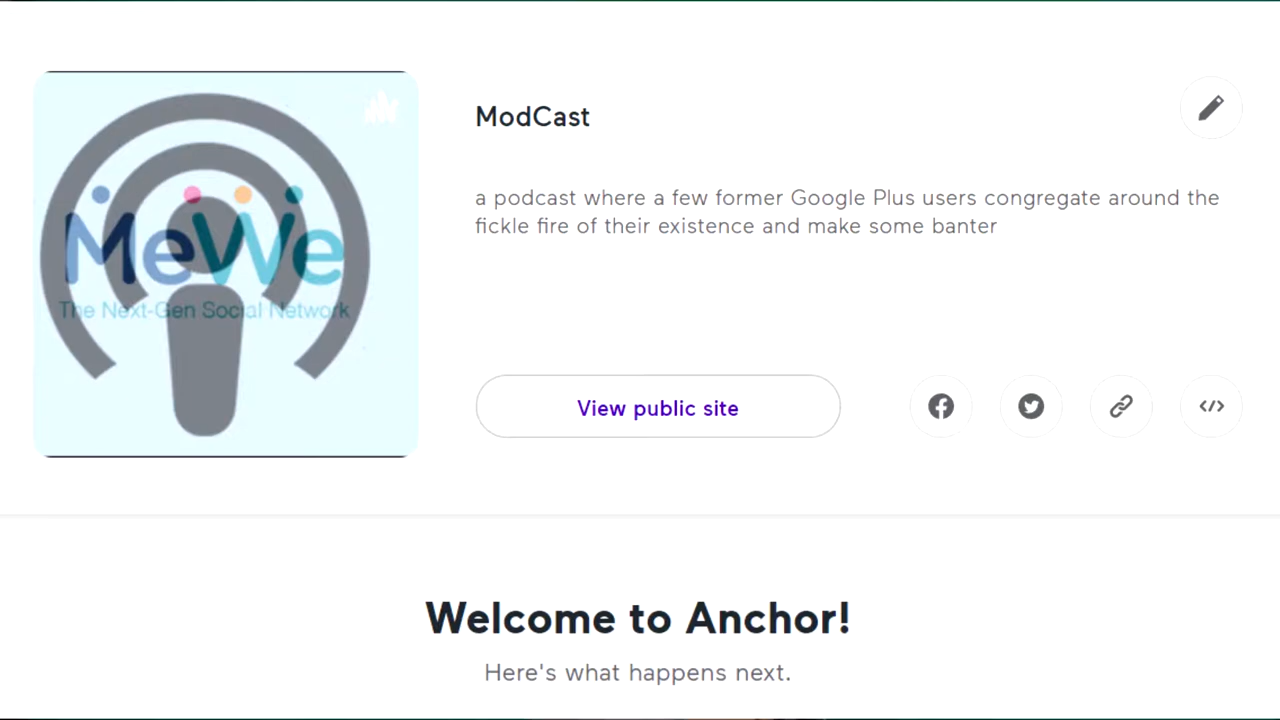 MeWe
The Next-Gen Social Network
ModCast
a podcast where a few former Google Plus users congregate around the
fickle fire of their existence and make some banter
View public site
Welcome to Anchor!
Here's what happens next.